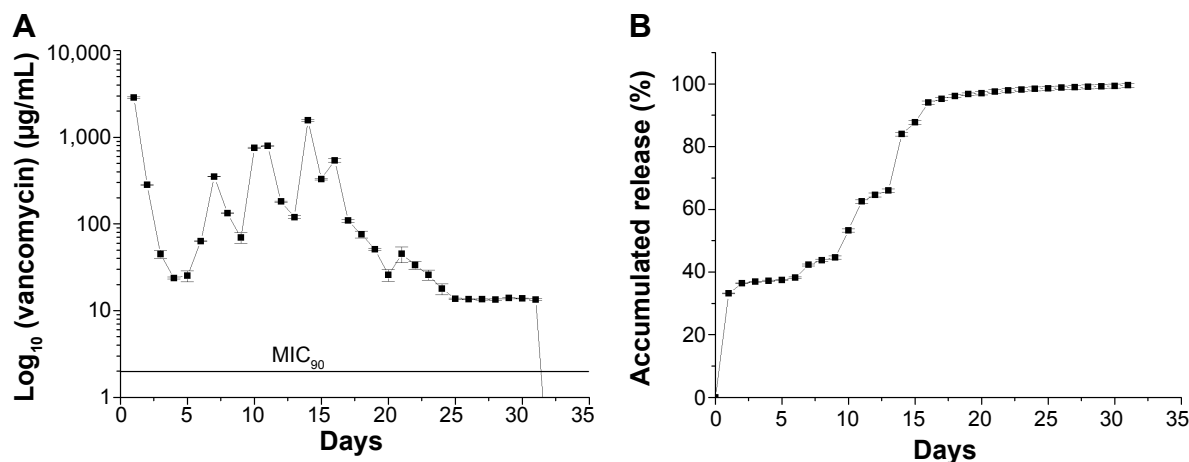 A
Log₁₀ (vancomycin) (µg/mL)
10,000
1,000
100
10
1
MIC₉₀
0 5 10 15 20 25 30 35
Days
B
Accumulated release (%)
100
80
60
40
20
0
0 5 10 15 20 25 30 35
Days